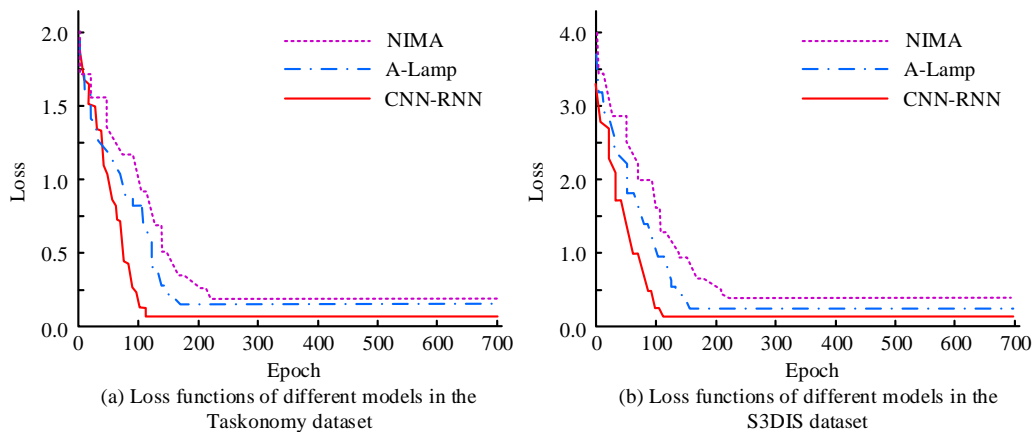 2.0
1.5
1.0
0.5
0.0
Loss
NIMA
A-Lamp
CNN-RNN
0 100 200 300 400 500 600 700
Epoch
(a) Loss functions of different models in the
Taskonomy dataset
4.0
3.0
2.0
1.0
0.0
Loss
NIMA
A-Lamp
CNN-RNN
0 100 200 300 400 500 600 700
Epoch
(b) Loss functions of different models in the
S3DIS dataset